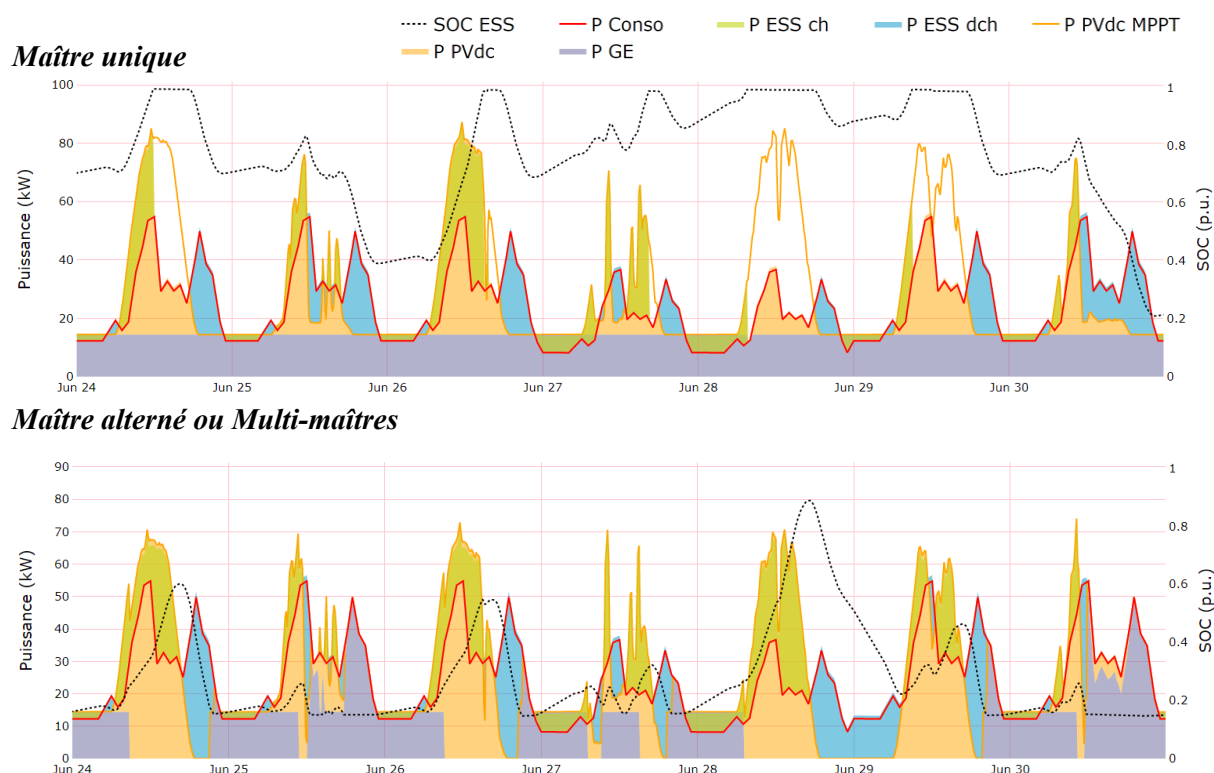 SOC ESS P Conso P ESS ch P ESS dch P PVdc MPPT
P PVdc P GE
Maître unique
100
80
60
40
20
0
Puissance (kW)
1
0.8
0.6
0.4
0.2
0
SOC (p.u)
Jun 24 Jun 25 Jun 26 Jun 27 Jun 28 Jun 29 Jun 30
Maître alterné ou Multi-maîtres
90
80
70
60
50
40
30
20
10
0
Puissance (kW)
1
0.8
0.6
0.4
0.2
0
SOC (p.u)
Jun 24 Jun 25 Jun 26 Jun 27 Jun 28 Jun 29 Jun 30